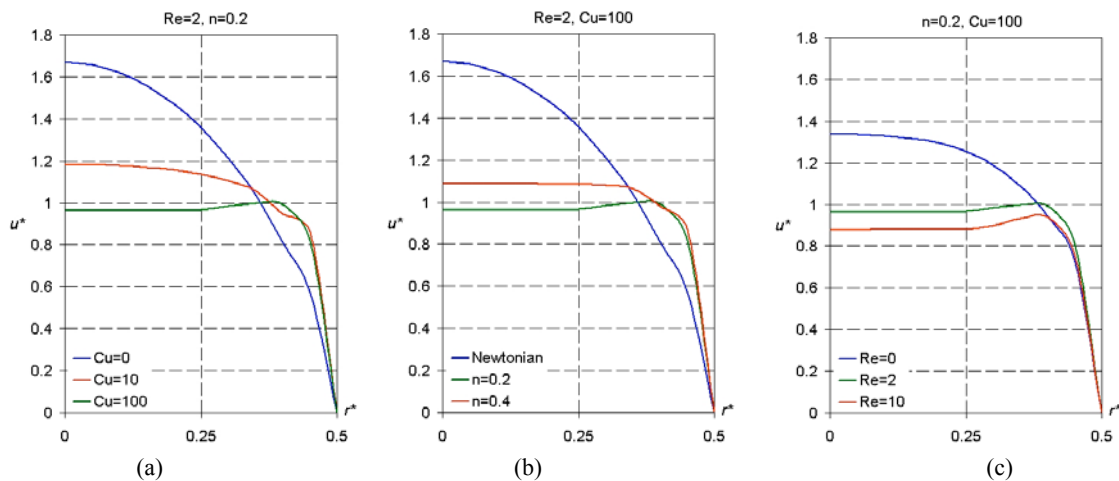 Re=2, n=0.2
1.8
1.6
1.4
1.2
1
u*
0.8
0.6
0.4
0.2
0
Cu=0
Cu=10
Cu=100
0
0.25
0.5
r*
(a)
Re=2, Cu=100
1.8
1.6
1.4
1.2
1
u*
0.8
0.6
0.4
0.2
0
Newtonian
n=0.2
n=0.4
0
0.25
0.5
r*
(b)
n=0.2, Cu=100
1.8
1.6
1.4
1.2
1
u*
0.8
0.6
0.4
0.2
0
Re=0
Re=2
Re=10
0
0.25
0.5
r*
(c)